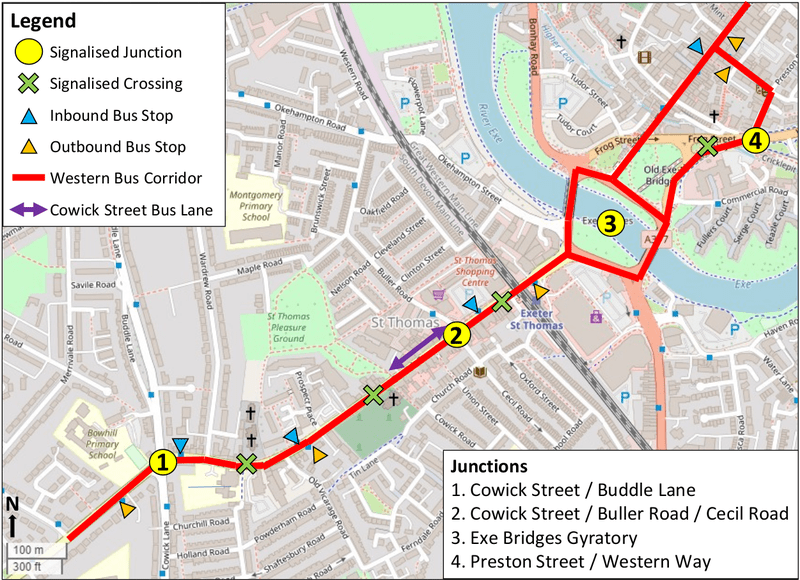 Legend
Signalised Junction
Signalised Crossing
Inbound Bus Stop
Outbound Bus Stop
Western Bus Corridor
Cowick Street Bus Lane
Mint
Preston
Bonhay Road
Higher Leat
Tudor Street
Tudor Court
Frog Street
4
Cricklepit
Old Exe
Bridge
Commercial Road
Fullers Court
Serge Court
Teazle Court
3
River Exe
Exe
Western Road
Flowerpot Lane
Okehampton Road
Okehampton Street
Great Western Mainline
Manor Road
Brunswick Street
Oakfield Road
Montgomery
Primary
School
Cleveland Street
Clinton Street
Nelson Road
Buller Road
Maple Road
Wardrew Road
Buddle Lane
Savile Road
Merrivale Road
St Thomas
Shopping
Centre
St Thomas
Pleasure
Ground
St Thomas
2
Exeter
St Thomas
Haven Ro
Water Lane
Church Road
Union Street
Oxford Street
Cecil Road
School Road
Cowick Road
Prospect Place
Bowhill
Primary
School
1
Tin Lane
Old Vicarage Road
Ferndale Road
Churchill Road
Powderham Road
Holland Road
Shaftesbury Road
Cowick Lane
N
100 m
300 ft
Junctions
1. Cowick Street / Buddle Lane
2. Cowick Street / Buller Road / Cecil Road
3. Exe Bridges Gyratory
4. Preston Street / Western Way